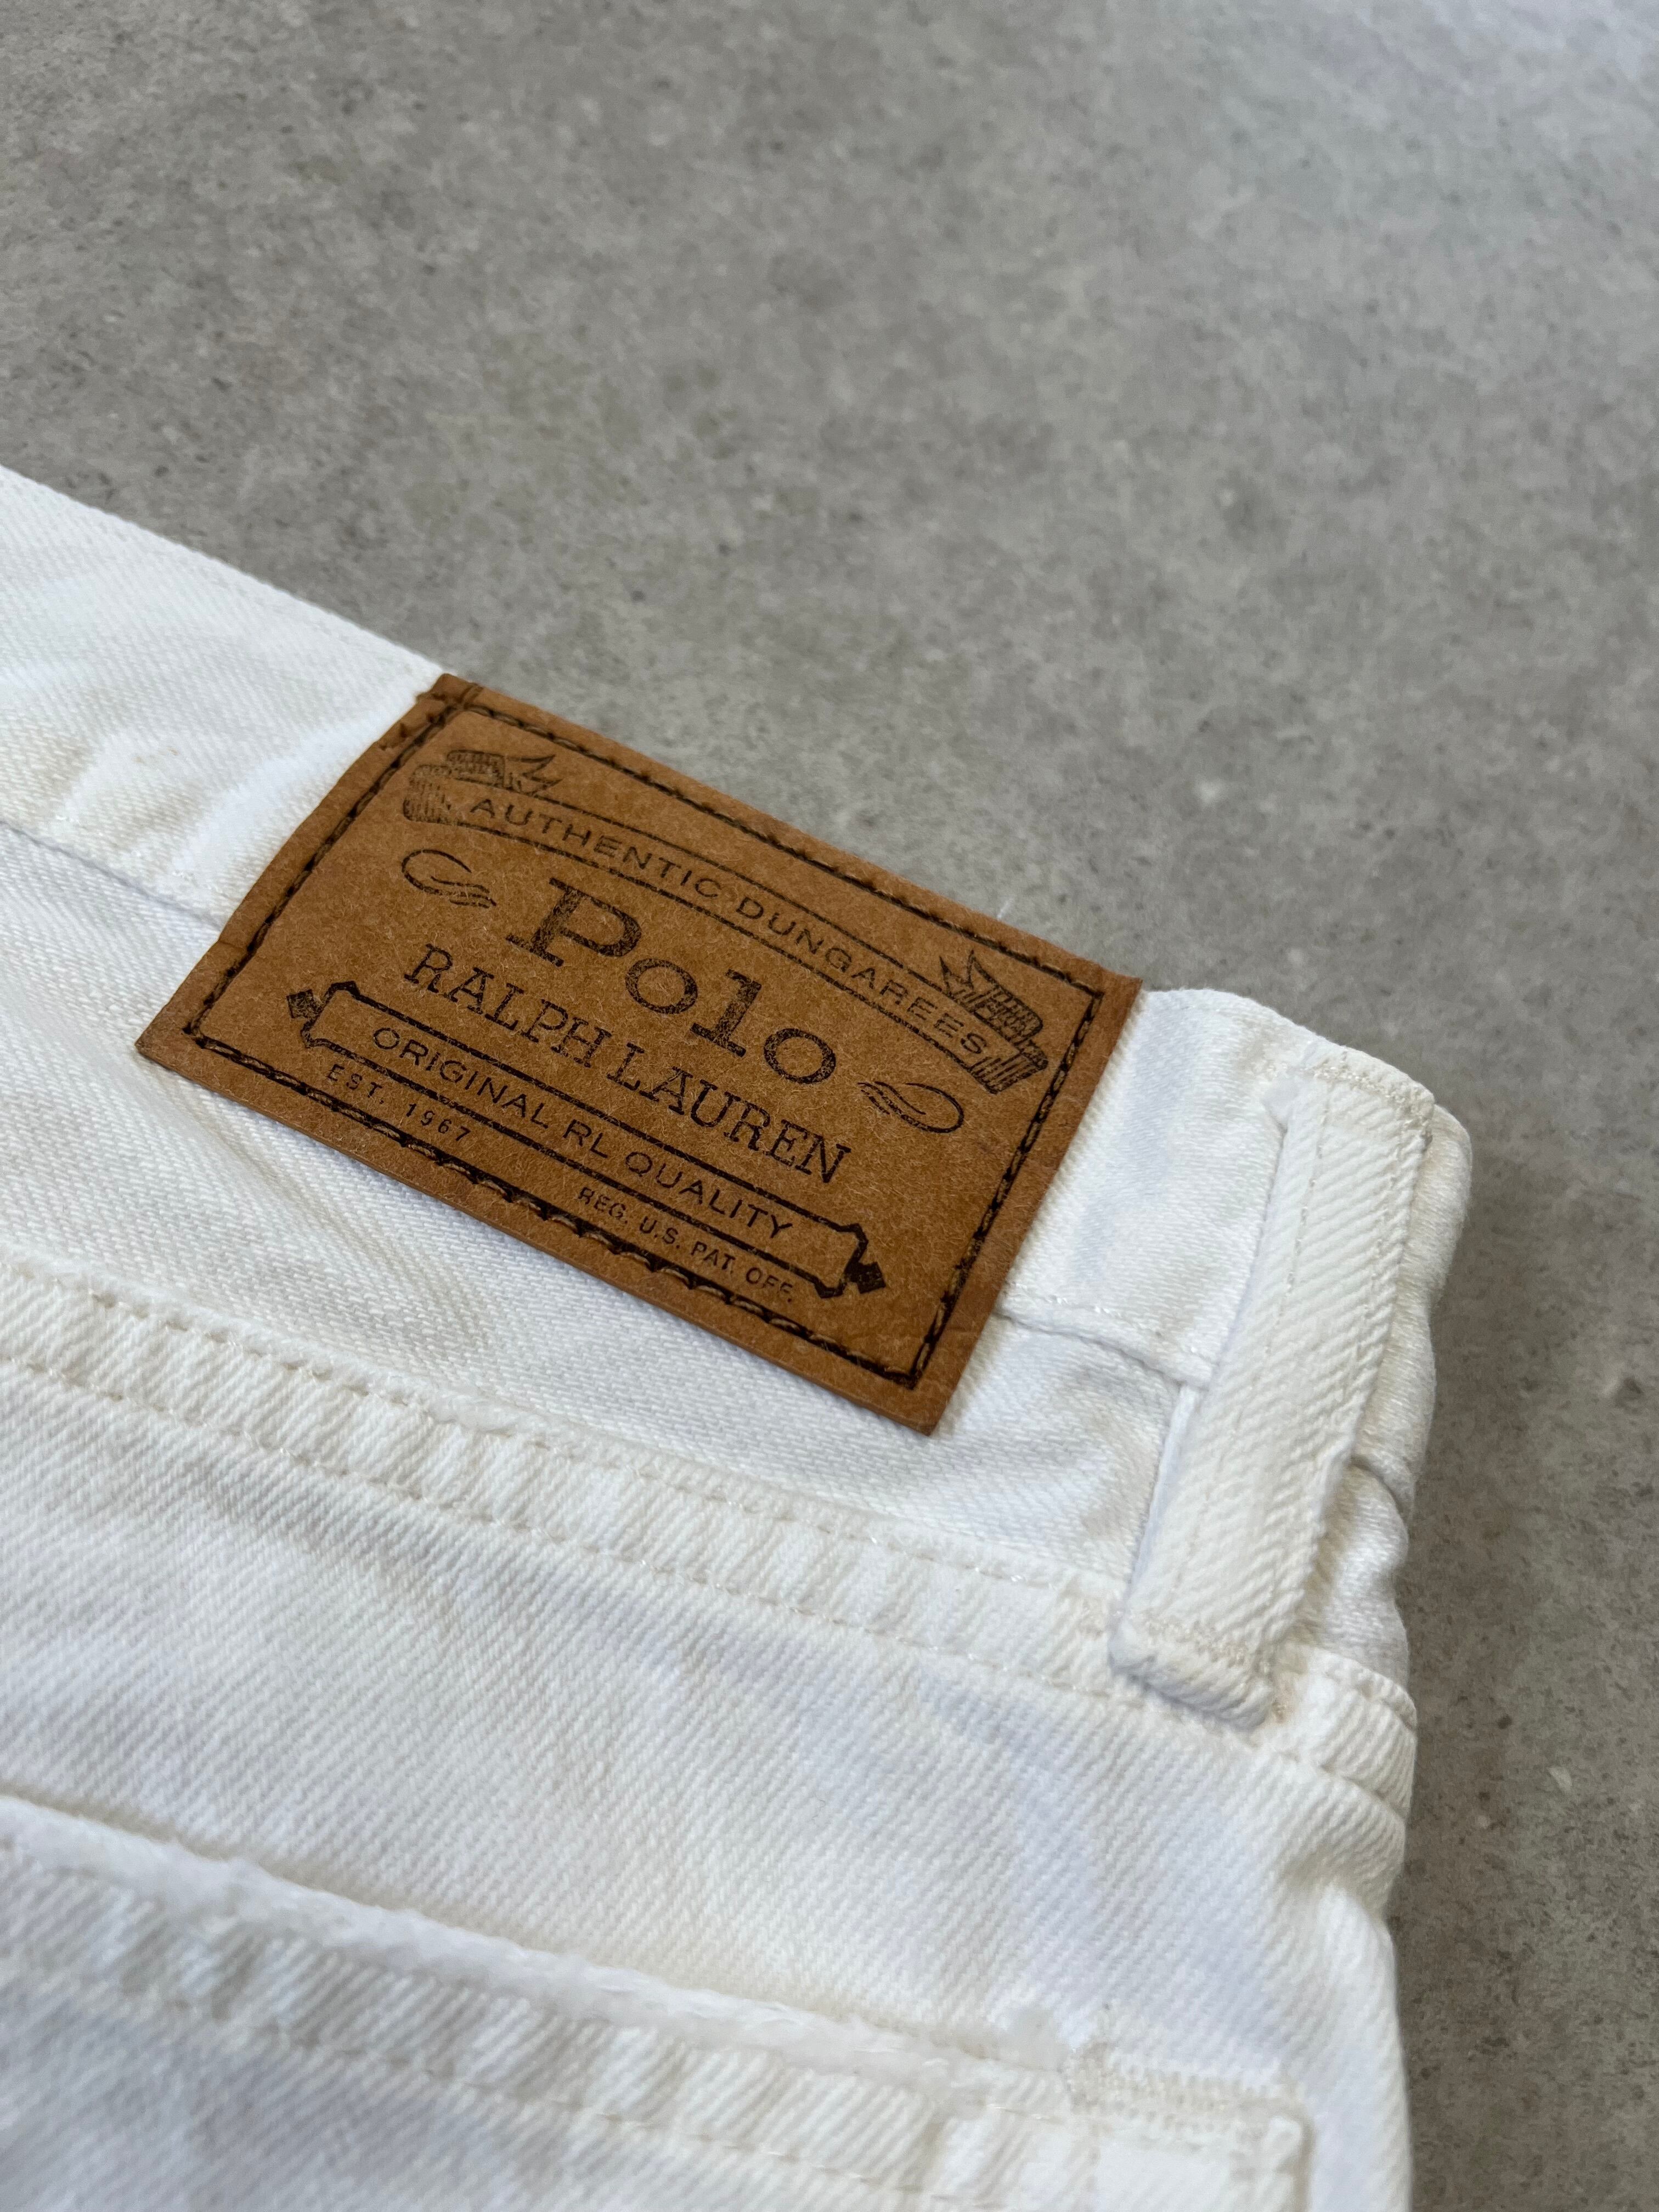 AUTHENTIC DUNGAREES
Polo
RALPH LAUREN
ORIGINAL RL QUALITY
EST. 1967 REG. U.S. PAT. OFF.